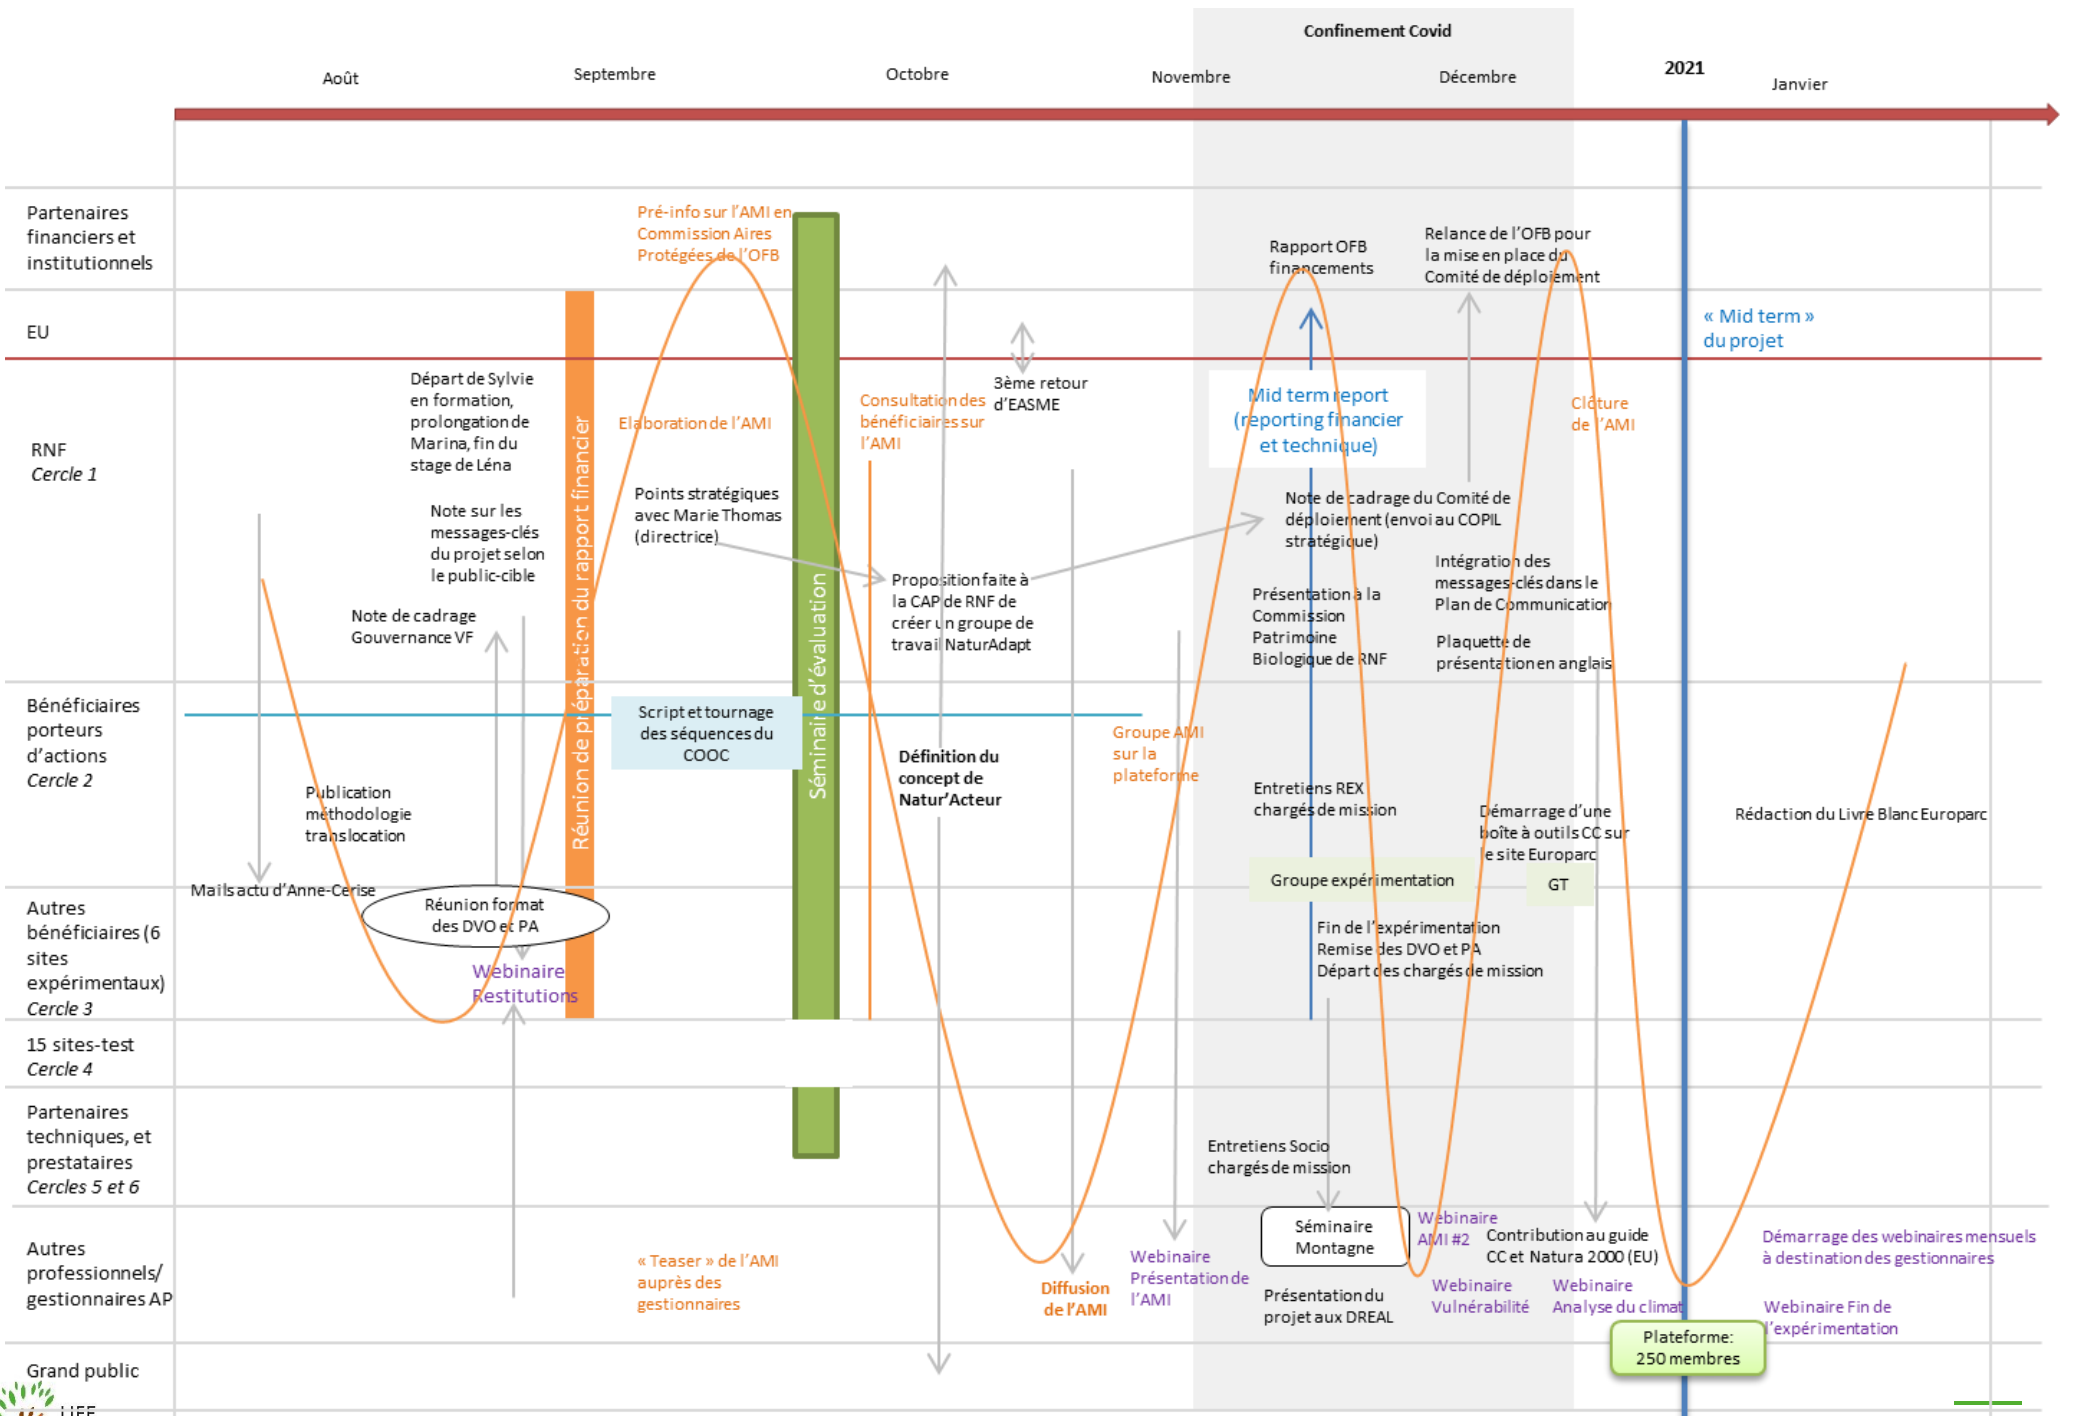 Confinement Covid
Août
Septembre
Octobre
Novembre
Décembre
2021
Janvier
Partenaires
financiers et
institutionnels
Pré-info sur l'AMI en
Commission Aires
Protégées de l'OFB
Rapport OFB
financements
Relance de l'OFB pour
la mise en place du
Comité de déploiement
EU
« Mid term »
du projet
RNF
Cercle 1
Départ de Sylvie
en formation,
prolongation de
Marina, fin du
stage de Léna
Note sur les
messages-clés
du projet selon
le public-cible
Note de cadrage
Gouvernance VF
Réunion de préparation du rapport financier
Elaboration de l'AMI
Points stratégiques
avec Marie Thomas
(directrice)
Séminaire d'évaluation
Consultation des
bénéficiaires sur
l'AMI
3ème retour
d'EASME
Proposition faite à
la CAP de RNF de
créer un groupe de
travail NaturAdapt
Mid term report
(reporting financier
et technique)
Note de cadrage du Comité de
déploiement (envoi au COPIL
stratégique)
Présentation à la
Commission
Patrimoine
Biologique de RNF
Clôture
de l'AMI
Intégration des
messages-clés dans le
Plan de Communication
Plaquette de
présentation en anglais
Bénéficiaires
porteurs
d'actions
Cercle 2
Script et tournage
des séquences du
COOC
Publication
méthodologie
translocation
Mails actu d'Anne-Cerise
Définition du
concept de
Natur'Acteur
Groupe AMI
sur la
plateforme
Entretiens REX
chargés de mission
Démarrage d'une
boîte à outils CC sur
le site Europarc
Rédaction du Livre Blanc Europarc
Groupe expérimentation
GT
Autres
bénéficiaires (6
sites
expérimentaux)
Cercle 3
Réunion format
des DVO et PA
Webinaire
Restitutions
Fin de l'expérimentation
Remise des DVO et PA
Départ des chargés de mission
15 sites-test
Cercle 4
Partenaires
techniques, et
prestataires
Cercles 5 et 6
Entretiens Socio
chargés de mission
Autres
professionnels/
gestionnaires AP
« Teaser » de l'AMI
auprès des
gestionnaires
Diffusion
de l'AMI
Webinaire
Présentation de
l'AMI
Séminaire
Montagne
Présentation du
projet aux DREAL
Webinaire
AMI #2
Webinaire
Vulnérabilité
Contribution au guide
CC et Natura 2000 (EU)
Webinaire
Analyse du climat
Démarrage des webinaires mensuels
à destination des gestionnaires
Webinaire Fin de
l'expérimentation
Plateforme:
250 membres
Grand public
LIFE